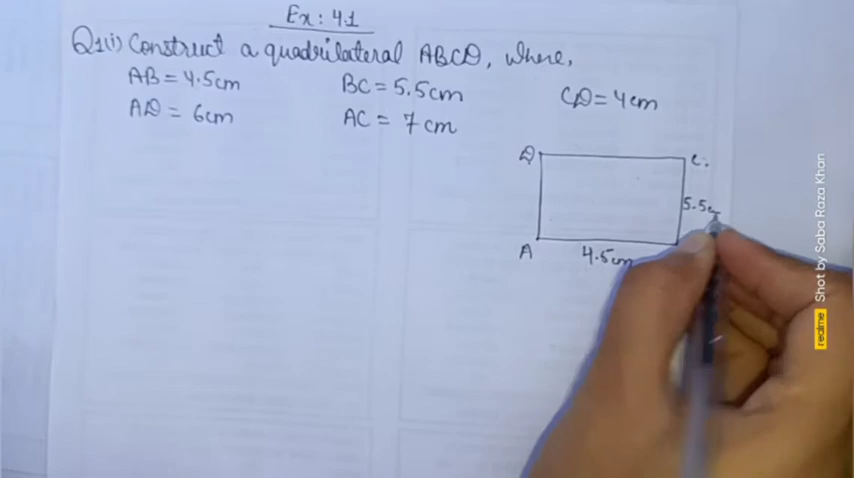 Ex: 4.1
Q1(i) Construct a quadrilateral ABCD, where,
AB = 4.5cm BC = 5.5cm CD = 4cm
AD = 6cm AC = 7cm
D C.
5.5c
A 4.5cm
realme Shot by Saba Raza Khan